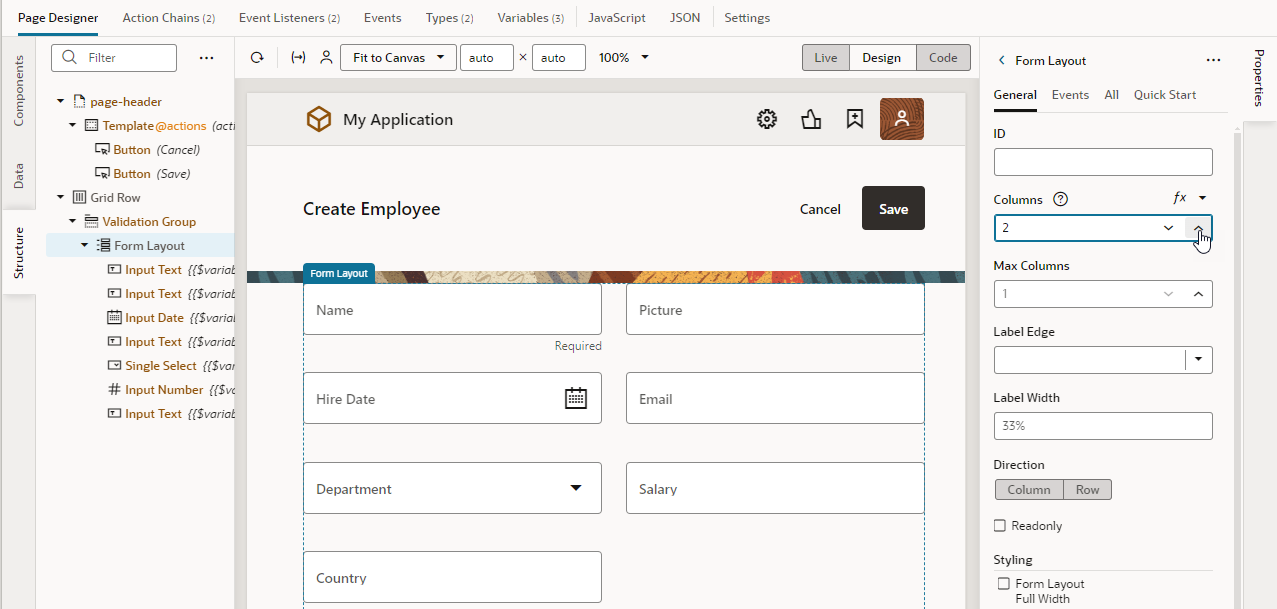 Page Designer
Action Chains (2)
Event Listeners (2)
Events
Types (2)
Variables (3)
JavaScript
JSON
Settings
Components
Data
Structure
Filter
page-header
Template@actions (acti
Button (Cancel)
Button (Save)
Grid Row
Validation Group
Form Layout
Input Text {{$variab
Input Text {{$variab
Input Date {{$varial
Input Text {{$variab
Single Select {{$var
Input Number {{$va
Input Text {{$variab
Fit to Canvas
auto
×
auto
100%
Live
Design
Code
My Application
Create Employee
Cancel
Save
Form Layout
Name
Picture
Required
Hire Date
Email
Department
Salary
Country
Form Layout
General
Events
All
Quick Start
ID
Columns
fx
2
Max Columns
1
Label Edge
Label Width
33%
Direction
Column
Row
Readonly
Styling
Form Layout
Full Width
Properties